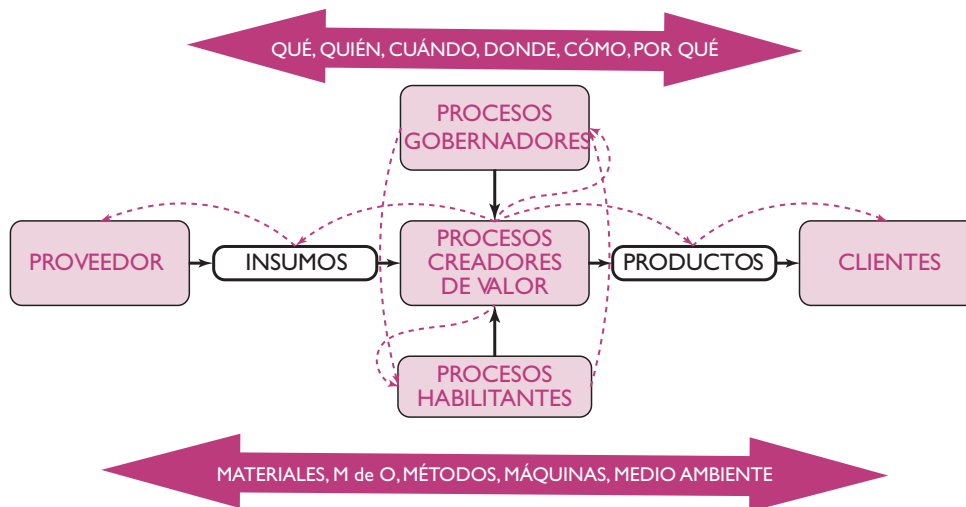 QUÉ, QUIÉN, CUÁNDO, DONDE, CÓMO, POR QUÉ
PROCESOS
GOBERNADORES
PROVEEDOR
INSUMOS
PROCESOS
CREADORES
DE VALOR
PRODUCTOS
CLIENTES
PROCESOS
HABILITANTES
MATERIALES, M de O, MÉTODOS, MÁQUINAS, MEDIO AMBIENTE